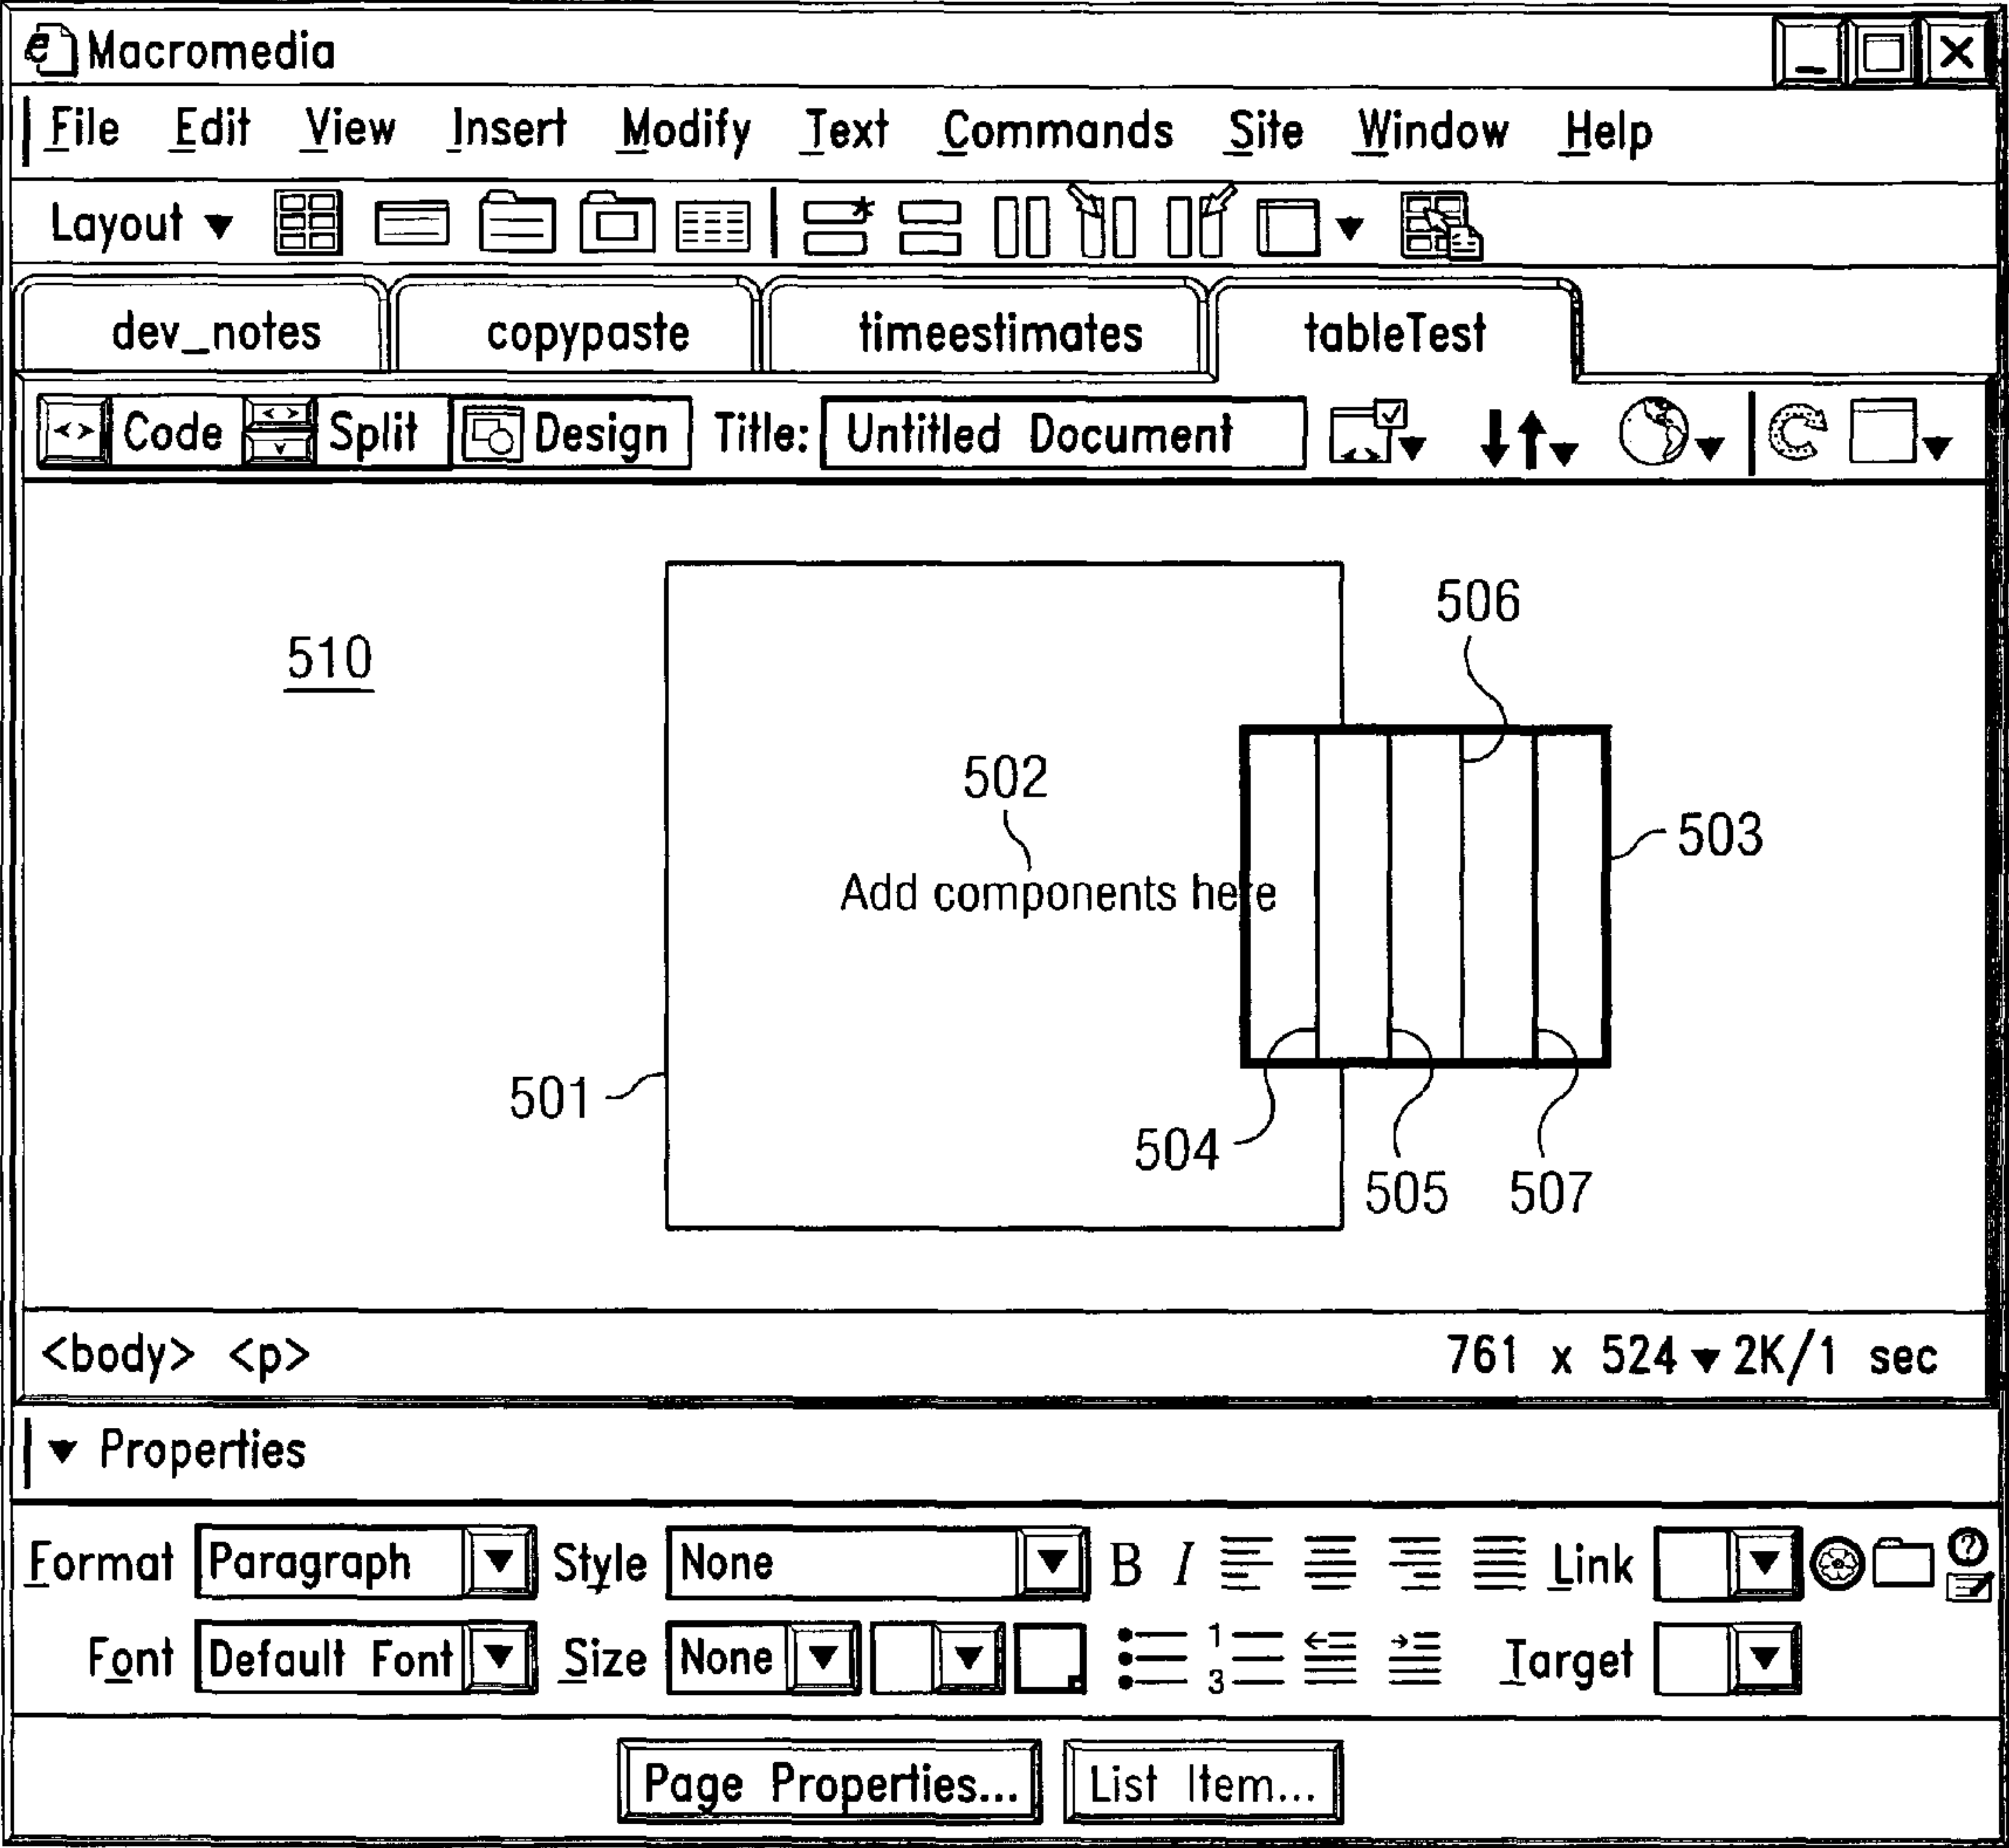 Macromedia
File Edit View Insert Modify Text Commands Site Window Help
Layout
dev_notes copypaste timeestimates tableTest
Code Split Design Title: Untitled Document
506
510
502
503
Add components here
501
504
505 507
<body> <p> 761 x 524 2K/1 sec
Properties
Format Paragraph Style None B I Link
Font Default Font Size None 1 3 Target
Page Properties... List Item...